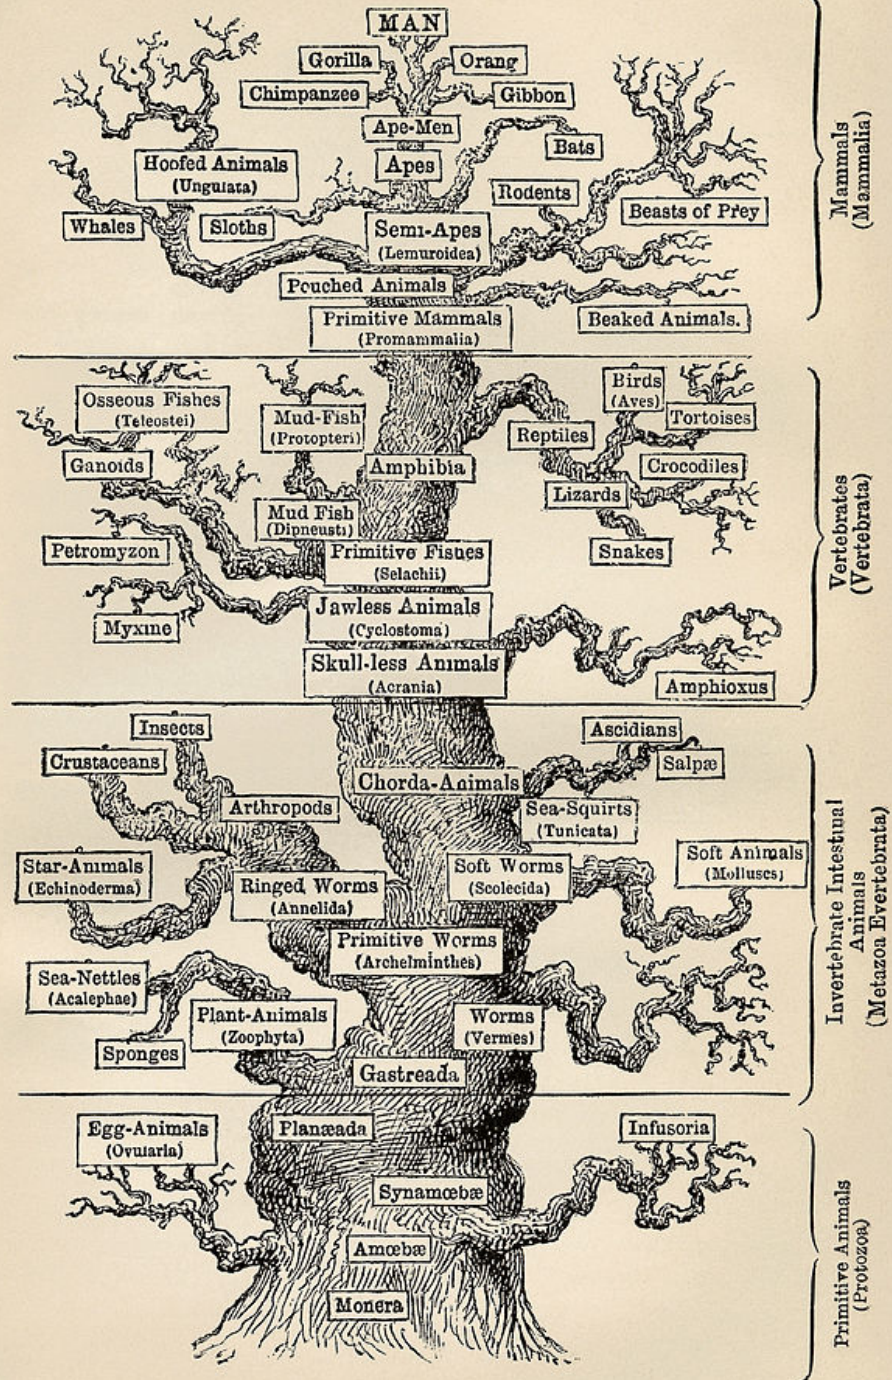 MAN
Gorilla
Orang
Chimpanzee
Gibbon
Ape-Men
Bats
Hoofed Animals
(Ungulata)
Apes
Rodents
Beasts of Prey
Whales
Sloths
Semi-Apes
(Lemuroidea)
Pouched Animals
Primitive Mammals
(Promammalia)
Beaked Animals.
Mammals
(Mammalia)
Osseous Fishes
(Teleostei)
Mud-Fish
(Protopteri)
Birds
(Aves)
Tortoises
Reptiles
Ganoids
Amphibia
Crocodiles
Lizards
Mud Fish
(Dipneusti)
Petromyzon
Primitive Fishes
(Selachii)
Snakes
Jawless Animals
(Cyclostoma)
Myxine
Skull-less Animals
(Acrania)
Amphioxus
Vertebrates
(Vertebrata)
Insects
Ascidians
Crustaceans
Salpæ
Chorda-Animals
Arthropods
Sea-Squirts
(Tunicata)
Star-Animals
(Echinoderma)
Soft Worms
(Scolecida)
Soft Animals
(Molluscs)
Ringed Worms
(Annelida)
Primitive Worms
(Archelminthes)
Sea-Nettles
(Acalephae)
Plant-Animals
(Zoophyta)
Worms
(Vermes)
Sponges
Gastreada
Invertebrate Intestinal
Animals
(Metazoa Evertebrata)
Egg-Animals
(Ovularia)
Planæada
Infusoria
Synamœbæ
Amœbæ
Monera
Primitive Animals
(Protozoa)